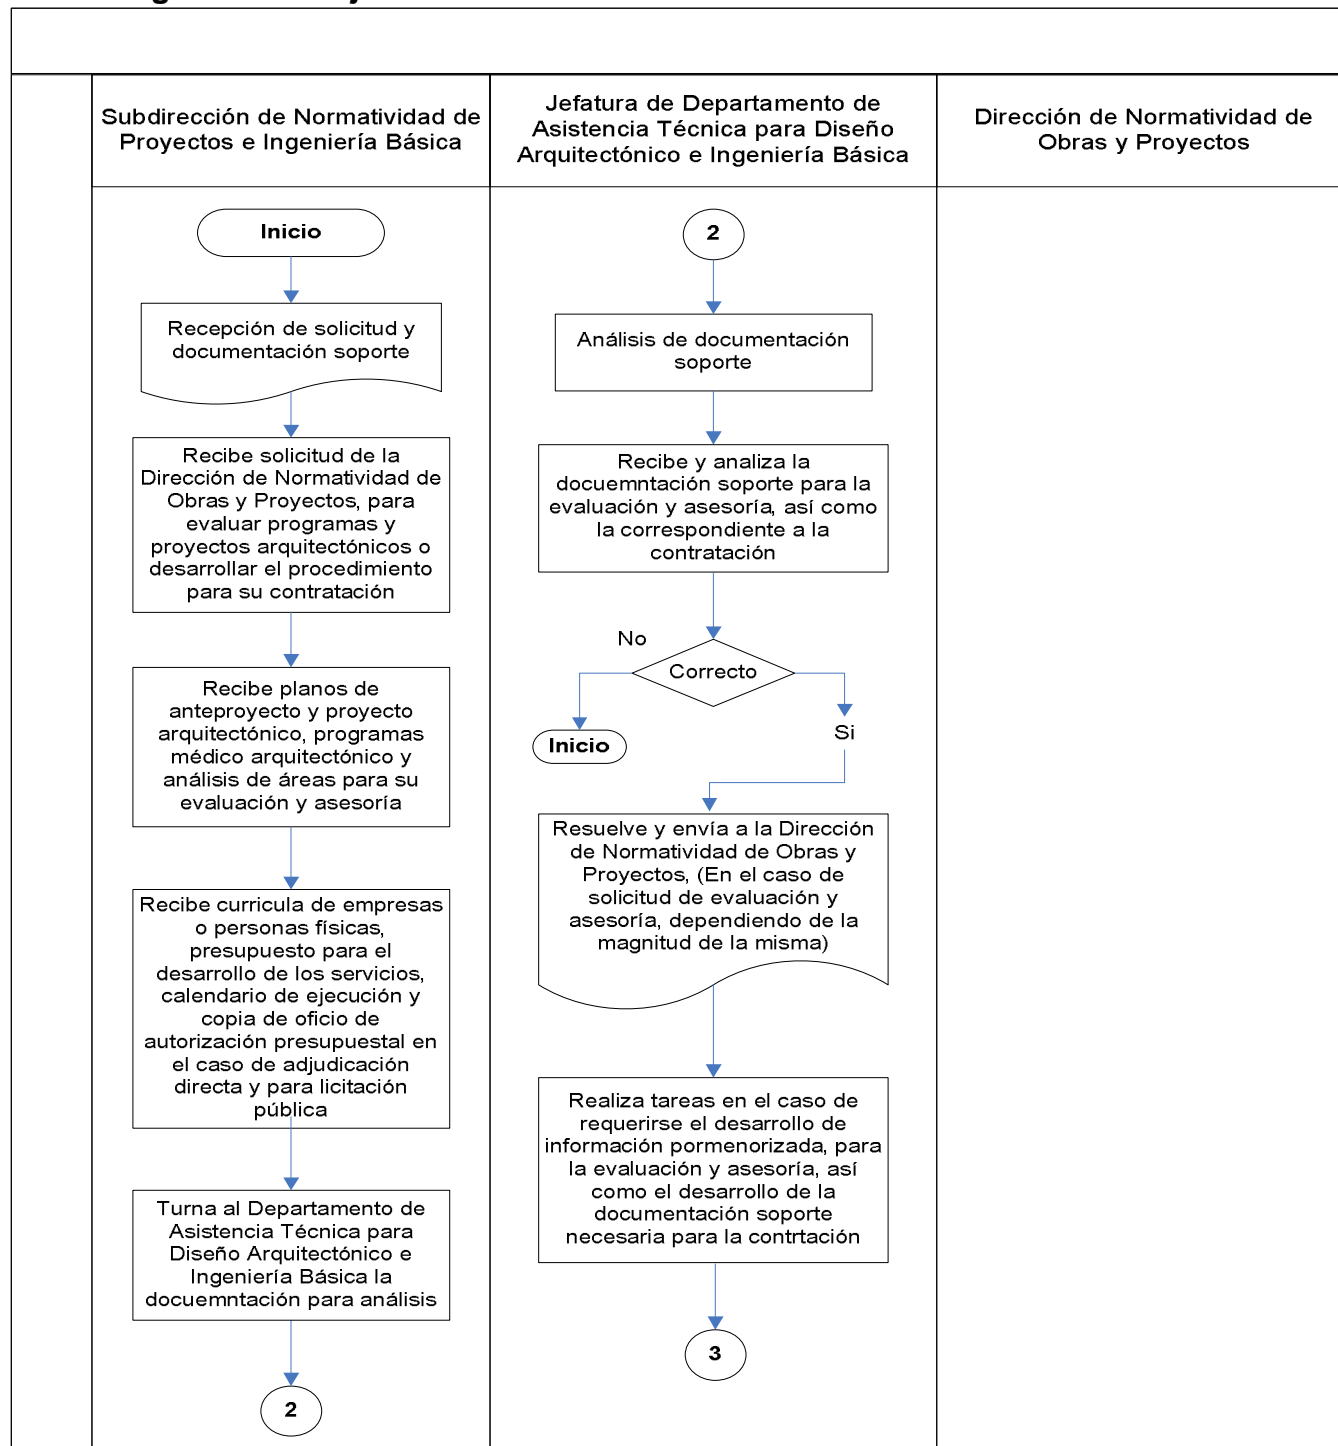 Subdirección de Normatividad de
Proyectos e Ingeniería Básica
Jefatura de Departamento de
Asistencia Técnica para Diseño
Arquitectónico e Ingeniería Básica
Dirección de Normatividad de
Obras y Proyectos
Inicio
Recepción de solicitud y
documentación soporte
Recibe solicitud de la
Dirección de Normatividad de
Obras y Proyectos, para
evaluar programas y
proyectos arquitectónicos o
desarrollar el procedimiento
para su contratación
Recibe planos de
anteproyecto y proyecto
arquitectónico, programas
médico arquitectónico y
análisis de áreas para su
evaluación y asesoría
Recibe curricula de empresas
o personas físicas,
presupuesto para el
desarrollo de los servicios,
calendario de ejecución y
copia de oficio de
autorización presupuestal en
el caso de adjudicación
directa y para licitación
pública
Turna al Departamento de
Asistencia Técnica para
Diseño Arquitectónico e
Ingeniería Básica la
docuemntación para análisis
2
2
Análisis de documentación
soporte
Recibe y analiza la
docuemntación soporte para la
evaluación y asesoría, así como
la correspondiente a la
contratación
No
Correcto
Inicio
Si
Resuelve y envía a la Dirección
de Normatividad de Obras y
Proyectos, (En el caso de
solicitud de evaluación y
asesoría, dependiendo de la
magnitud de la misma)
Realiza tareas en el caso de
requerirse el desarrollo de
información pormenorizada, para
la evaluación y asesoría, así
como el desarrollo de la
documentación soporte
necesaria para la contrtación
3